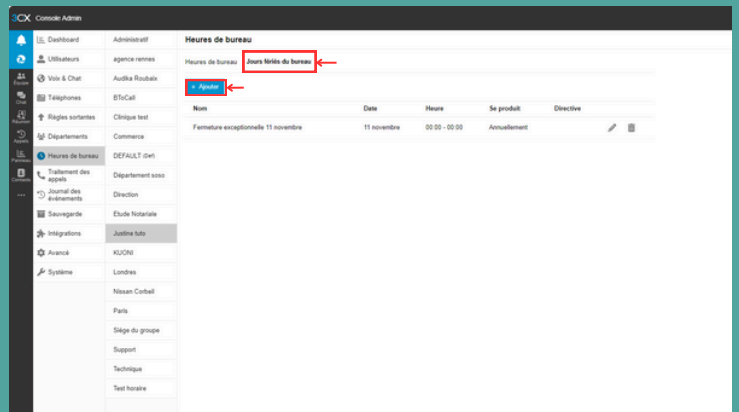 3CX Console Admin
Équipe
Chat
Réunion
Appels
Panneau
Contacts
Dashboard
Utilisateurs
Voix & Chat
Téléphones
Règles sortantes
Départements
Heures de bureau
Traitement des
appels
Journal des
événements
Sauvegarde
Intégrations
Avancé
Système
Administratif
agence rennes
Audika Roubaix
BToCall
Clinique test
Commerce
DEFAULT
Département soso
Direction
Etude Notariale
Justine tuto
KUONI
Londres
Nissan Corbeil
Paris
Siège du groupe
Support
Technique
Test horaire
Heures de bureau
Heures de bureau Jours fériés du bureau
+ Ajouter
Nom Date Heure Se produit Directive
Fermeture exceptionnelle 11 novembre 11 novembre 00:00 - 00:00 Annuellement